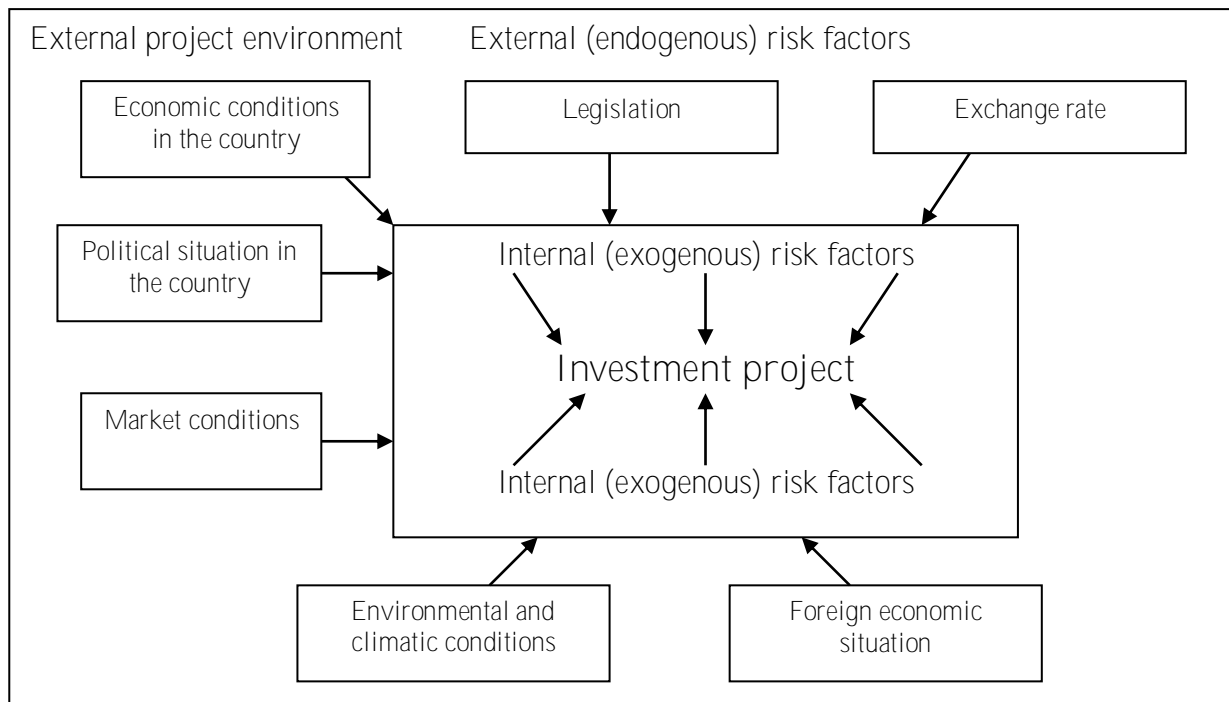 External project environment
External (endogenous) risk factors
Economic conditions
in the country
Legislation
Exchange rate
Political situation in
the country
Internal (exogenous) risk factors
Investment project
Market conditions
Internal (exogenous) risk factors
Environmental and
climatic conditions
Foreign economic
situation